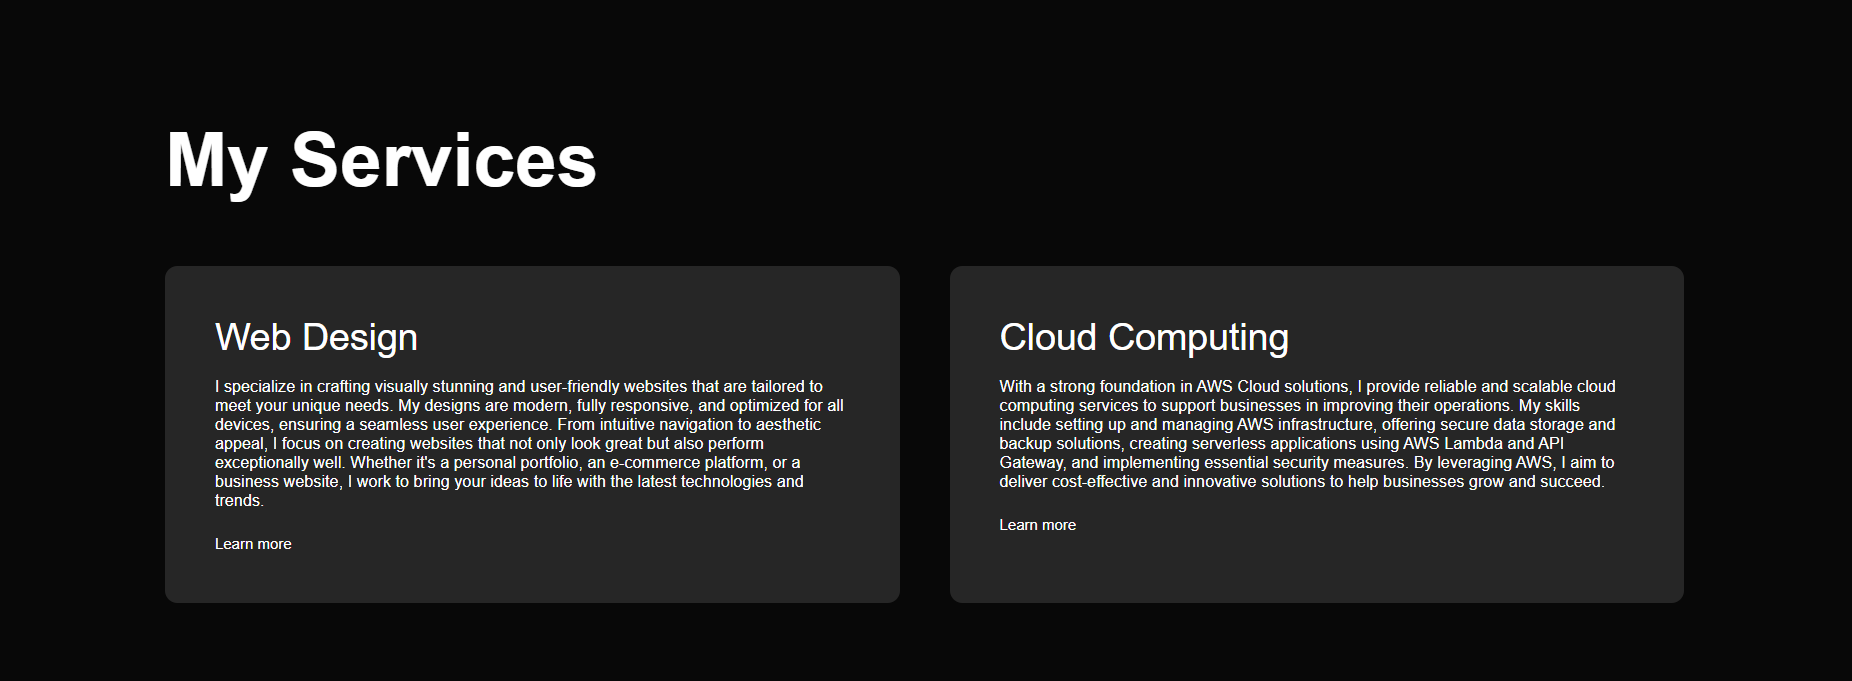 My Services
Web Design
I specialize in crafting visually stunning and user-friendly websites that are tailored to
meet your unique needs. My designs are modern, fully responsive, and optimized for all
devices, ensuring a seamless user experience. From intuitive navigation to aesthetic
appeal, I focus on creating websites that not only look great but also perform
exceptionally well. Whether it's a personal portfolio, an e-commerce platform, or a
business website, I work to bring your ideas to life with the latest technologies and
trends.
Learn more
Cloud Computing
With a strong foundation in AWS Cloud solutions, I provide reliable and scalable cloud
computing services to support businesses in improving their operations. My skills
include setting up and managing AWS infrastructure, offering secure data storage and
backup solutions, creating serverless applications using AWS Lambda and API
Gateway, and implementing essential security measures. By leveraging AWS, I aim to
deliver cost-effective and innovative solutions to help businesses grow and succeed.
Learn more